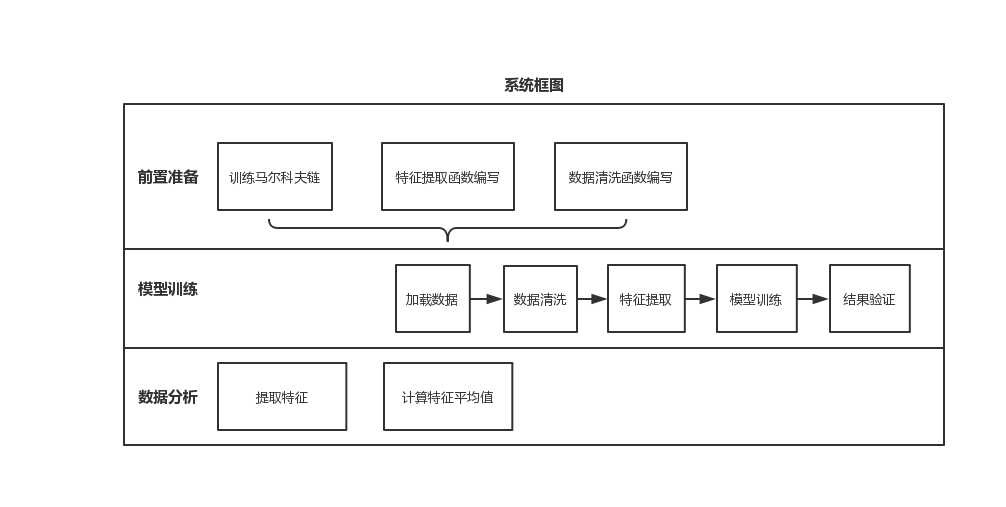 系统框图
前置准备
训练马尔科夫链
特征提取函数编写
数据清洗函数编写
模型训练
加载数据
数据清洗
特征提取
模型训练
结果验证
数据分析
提取特征
计算特征平均值